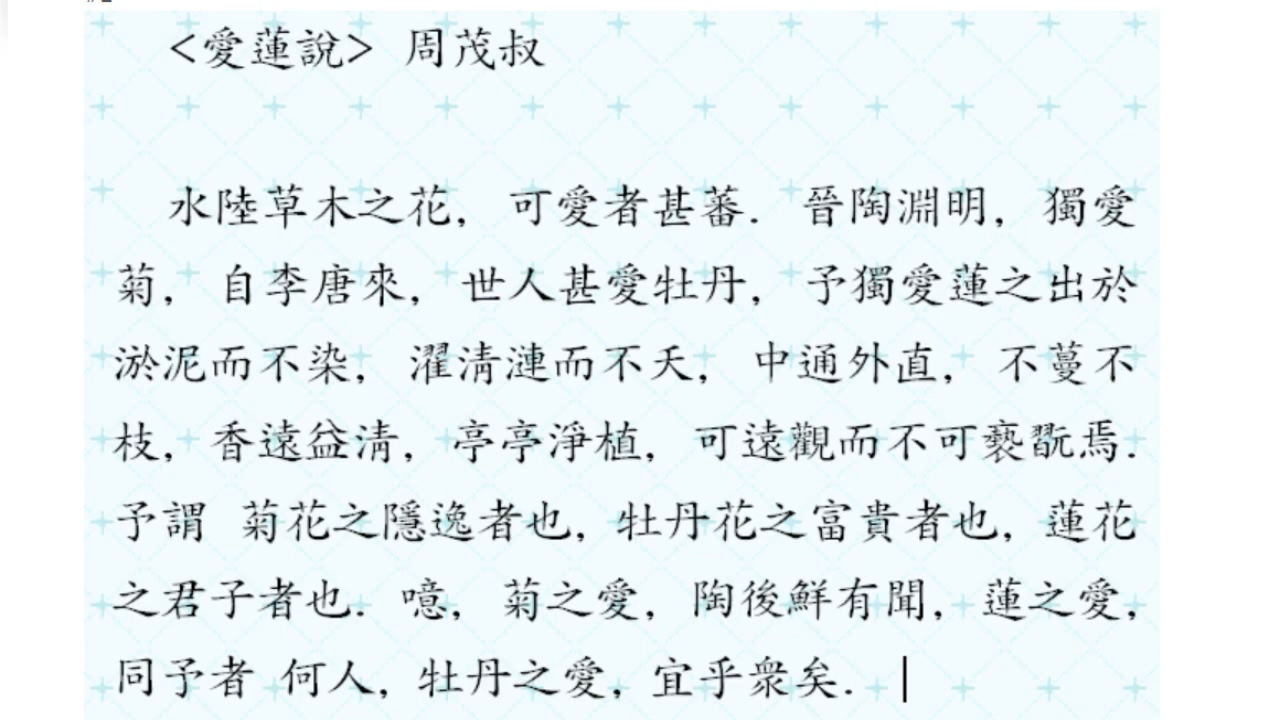 <愛蓮說> 周茂叔
水陸草木之花, 可愛者甚蕃. 晉陶淵明, 獨愛
菊, 自李唐來, 世人甚愛牡丹, 予獨愛蓮之出於
淤泥而不染, 濯淸漣而不夭, 中通外直, 不蔓不
枝, 香遠益淸, 亭亭淨植, 可遠觀而不可褻翫焉.
予謂 菊花之隱逸者也, 牡丹花之富貴者也, 蓮花
之君子者也. 噫, 菊之愛, 陶後鮮有聞, 蓮之愛,
同予者 何人, 牡丹之愛, 宜乎衆矣.